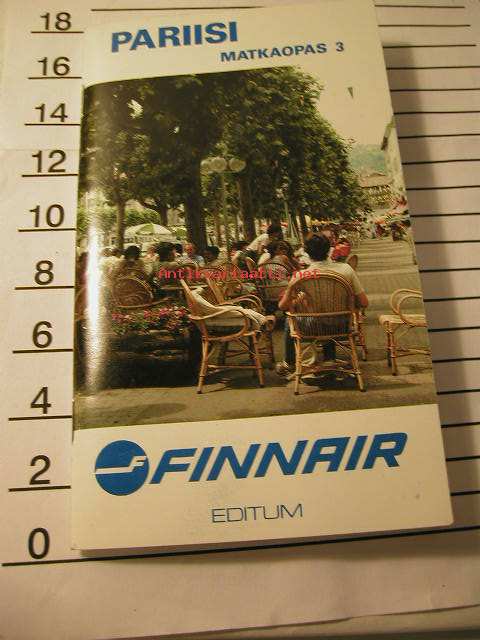 18
16
14
12
10
8
6
4
2
0
PARIISI
MATKAOPAS 3
Antikvariaatti.net
FINNAIR
EDITUM